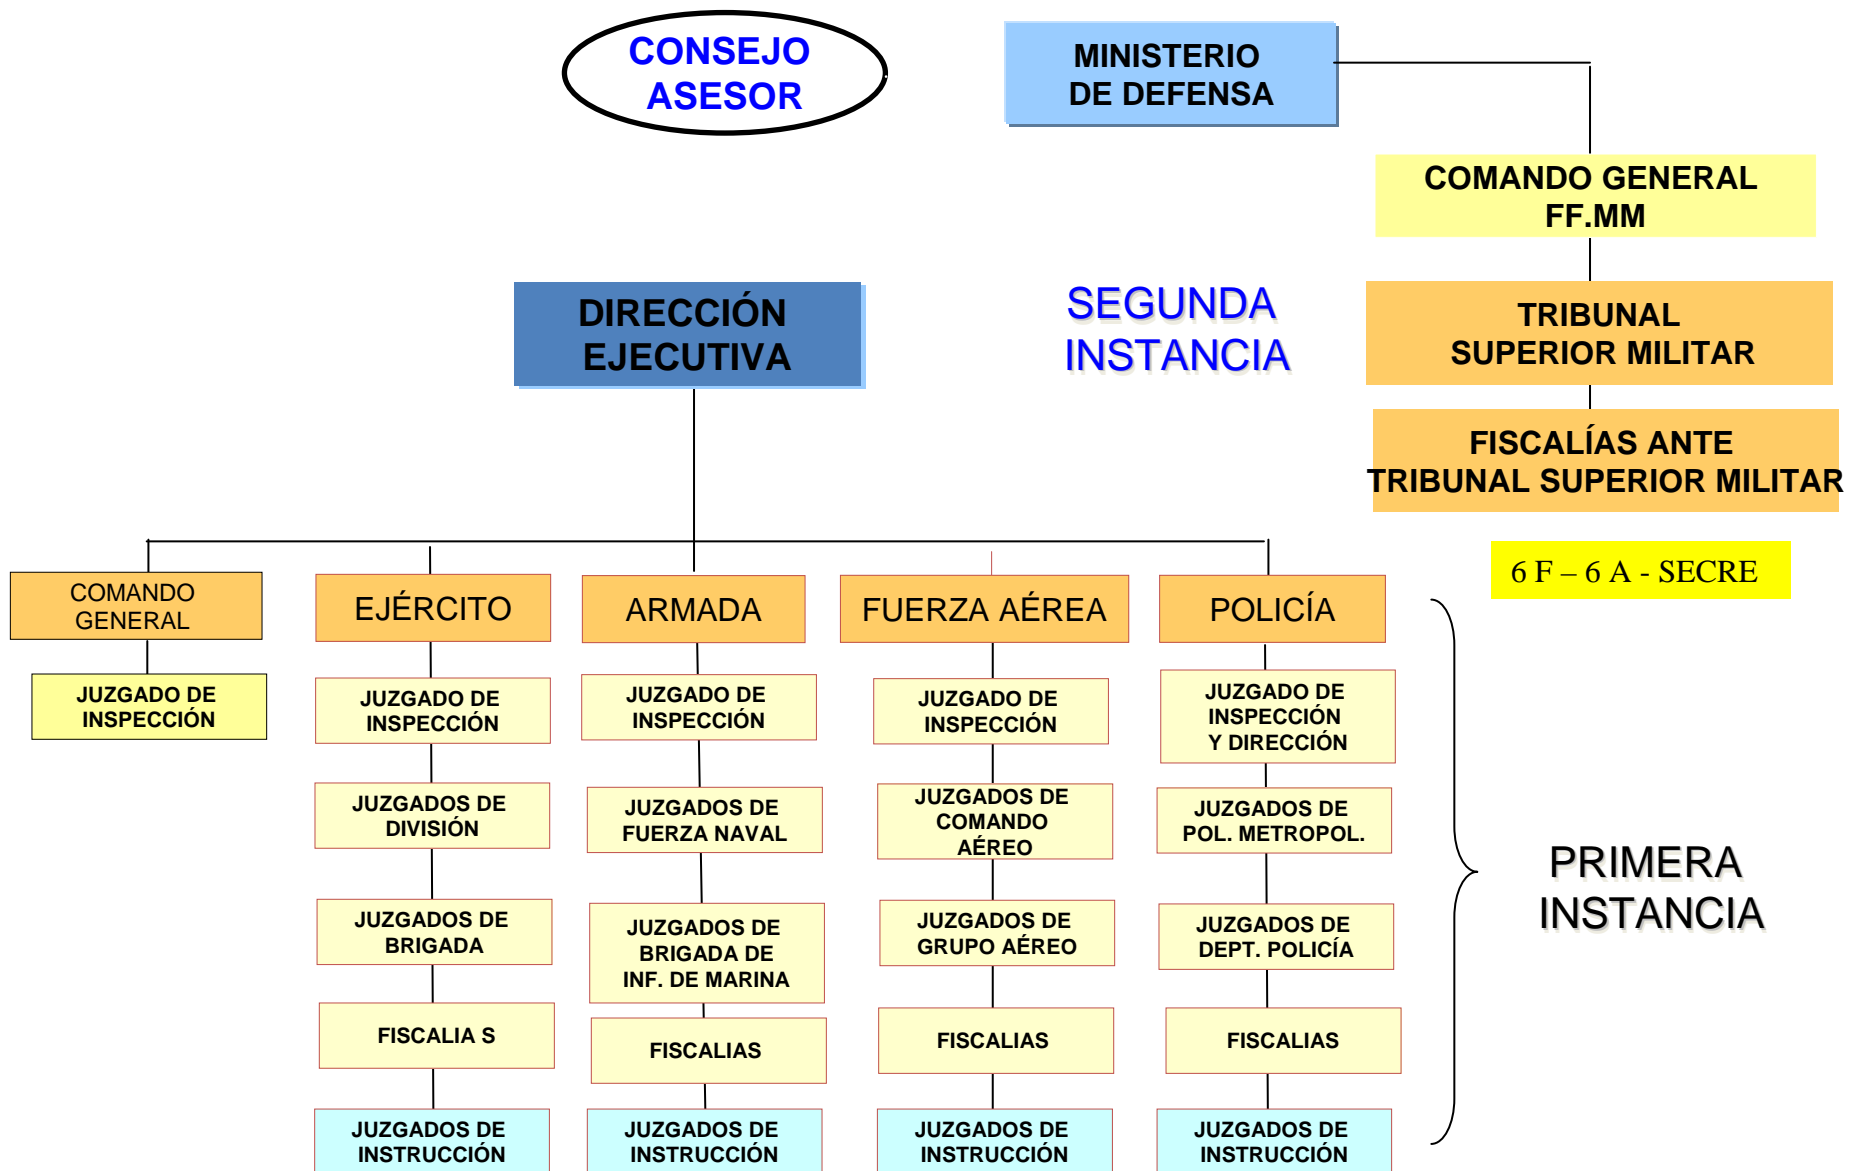 CONSEJO
ASESOR
MINISTERIO
DE DEFENSA
COMANDO GENERAL
FF.MM
DIRECCIÓN
EJECUTIVA
SEGUNDA
INSTANCIA
TRIBUNAL
SUPERIOR MILITAR
FISCALÍAS ANTE
TRIBUNAL SUPERIOR MILITAR
6 F – 6 A - SECRE
COMANDO
GENERAL
JUZGADO DE
INSPECCIÓN
EJÉRCITO
JUZGADO DE
INSPECCIÓN
JUZGADOS DE
DIVISIÓN
JUZGADOS DE
BRIGADA
FISCALIA S
JUZGADOS DE
INSTRUCCIÓN
ARMADA
JUZGADO DE
INSPECCIÓN
JUZGADOS DE
FUERZA NAVAL
JUZGADOS DE
BRIGADA DE
INF. DE MARINA
FISCALIAS
JUZGADOS DE
INSTRUCCIÓN
FUERZA AÉREA
JUZGADO DE
INSPECCIÓN
JUZGADOS DE
COMANDO
AÉREO
JUZGADOS DE
GRUPO AÉREO
FISCALIAS
JUZGADOS DE
INSTRUCCIÓN
POLICÍA
JUZGADO DE
INSPECCIÓN
Y DIRECCIÓN
JUZGADOS DE
POL. METROPOL.
JUZGADOS DE
DEPT. POLICÍA
FISCALIAS
JUZGADOS DE
INSTRUCCIÓN
PRIMERA
INSTANCIA